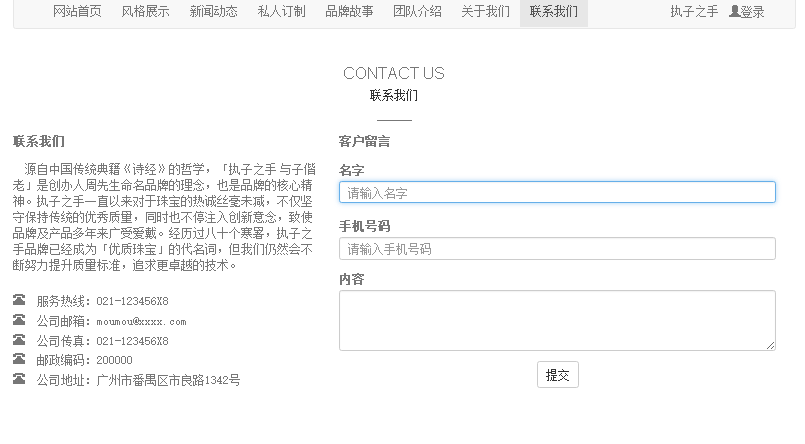 网站首页 风格展示 新闻动态 私人订制 品牌故事 团队介绍 关于我们 联系我们 执子之手 登录
CONTACT US
联系我们
联系我们
源自中国传统典籍《诗经》的哲学，「执子之手 与子偕
老」是创办人周先生命名品牌的理念，也是品牌的核心精
神。执子之手一直以来对于珠宝的热诚丝毫未减，不仅坚
守保持传统的优秀质量，同时也不停注入创新意念，致使
品牌及产品多年来广受爱戴。经历过八十个寒暑，执子之
手品牌已经成为「优质珠宝」的代名词，但我们仍然会不
断努力提升质量标准，追求更卓越的技术。
服务热线：021-123456X8
公司邮箱：moumou@xxxx.com
公司传真：021-123456X8
邮政编码：200000
公司地址：广州市番禺区市良路1342号
客户留言
名字
请输入名字
手机号码
请输入手机号码
内容
提交